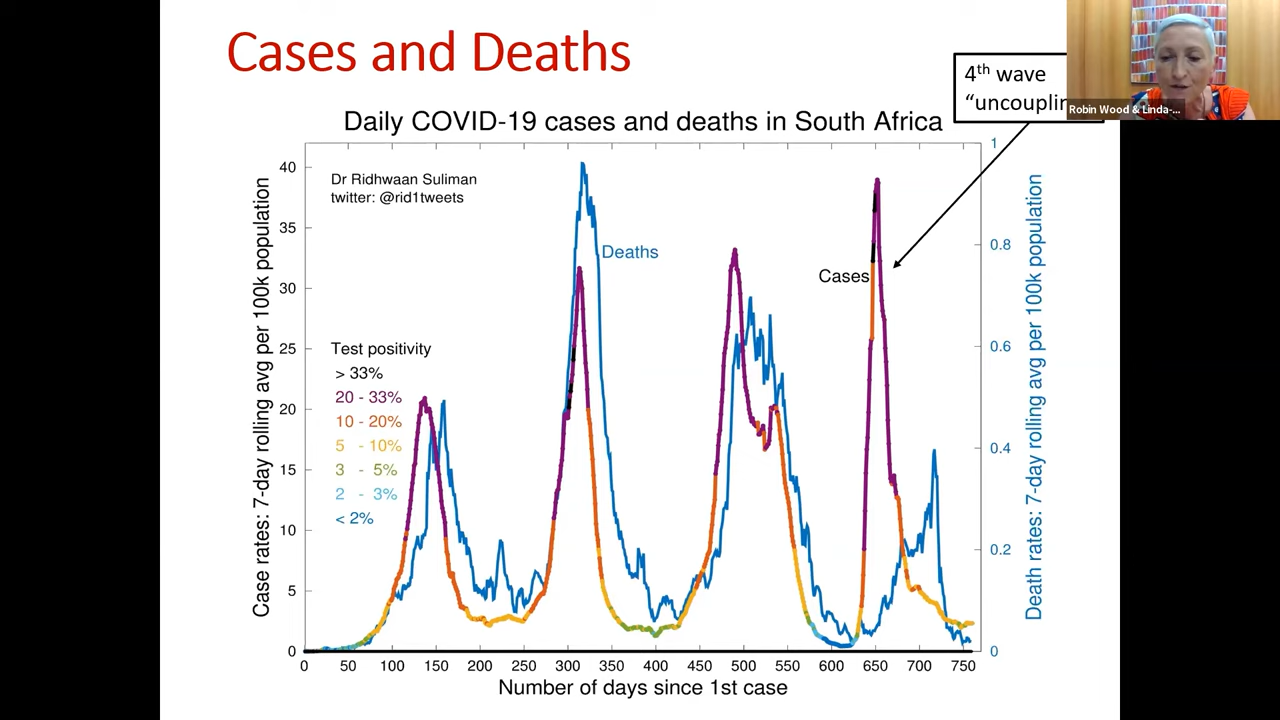 Cases and Deaths
4th wave
“uncouplin
Robin Wood & Linda-...
Daily COVID-19 cases and deaths in South Africa
Dr Ridhwaan Suliman
twitter: @rid1tweets
Deaths
Cases
Test positivity
> 33%
20 - 33%
10 - 20%
5 - 10%
3 - 5%
2 - 3%
< 2%
Case rates: 7-day rolling avg per 100k population
40
35
30
25
20
15
10
5
0
Death rates: 7-day rolling avg per 100k population
1
0.8
0.6
0.4
0.2
0
0 50 100 150 200 250 300 350 400 450 500 550 600 650 700 750
Number of days since 1st case